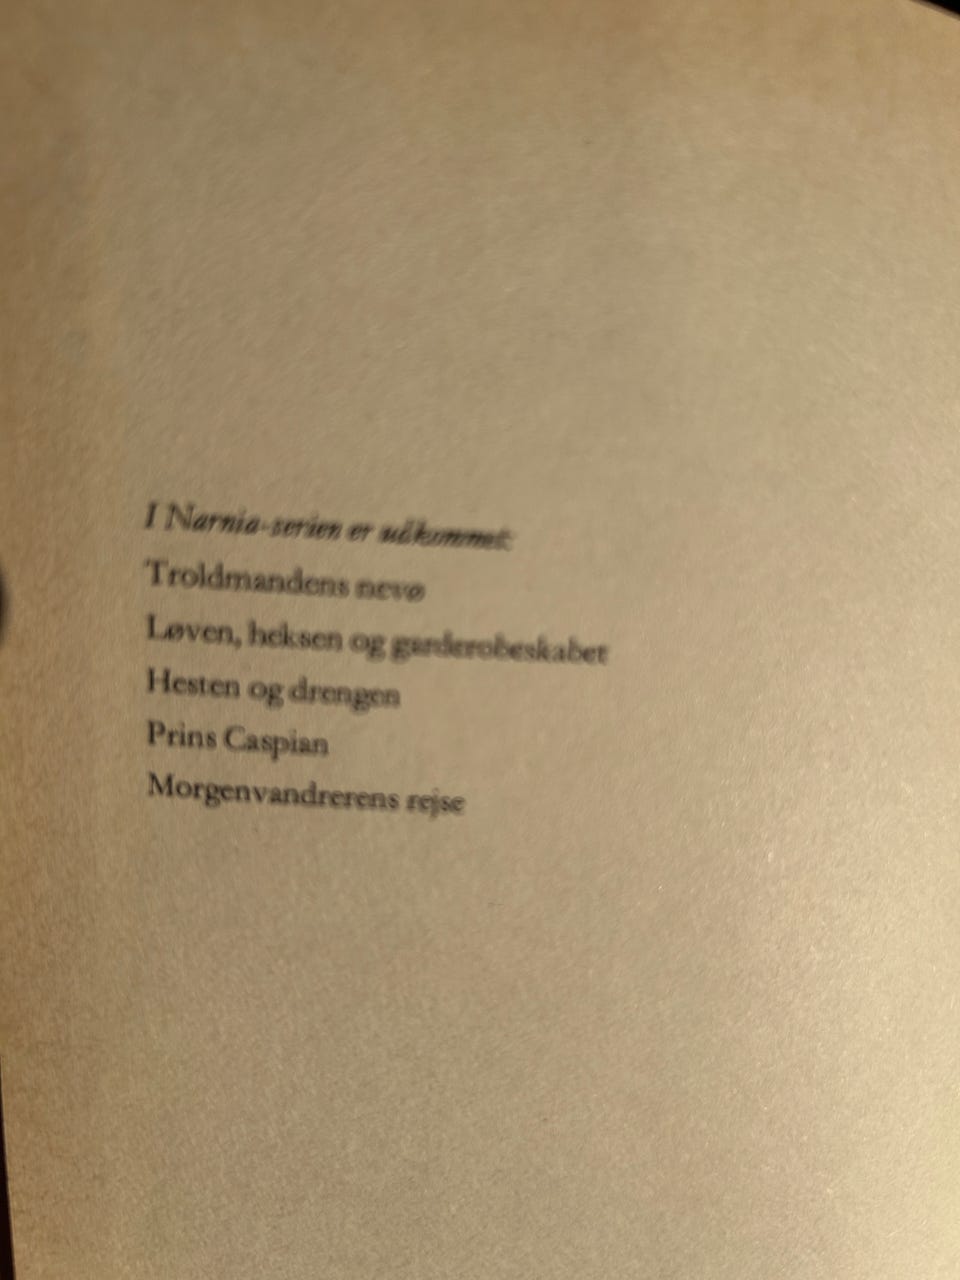 I Narnia-serien er udkommet:
Troldmandens nevø
Løven, heksen og garderobeskabet
Hesten og drengen
Prins Caspian
Morgenvandrerens rejse